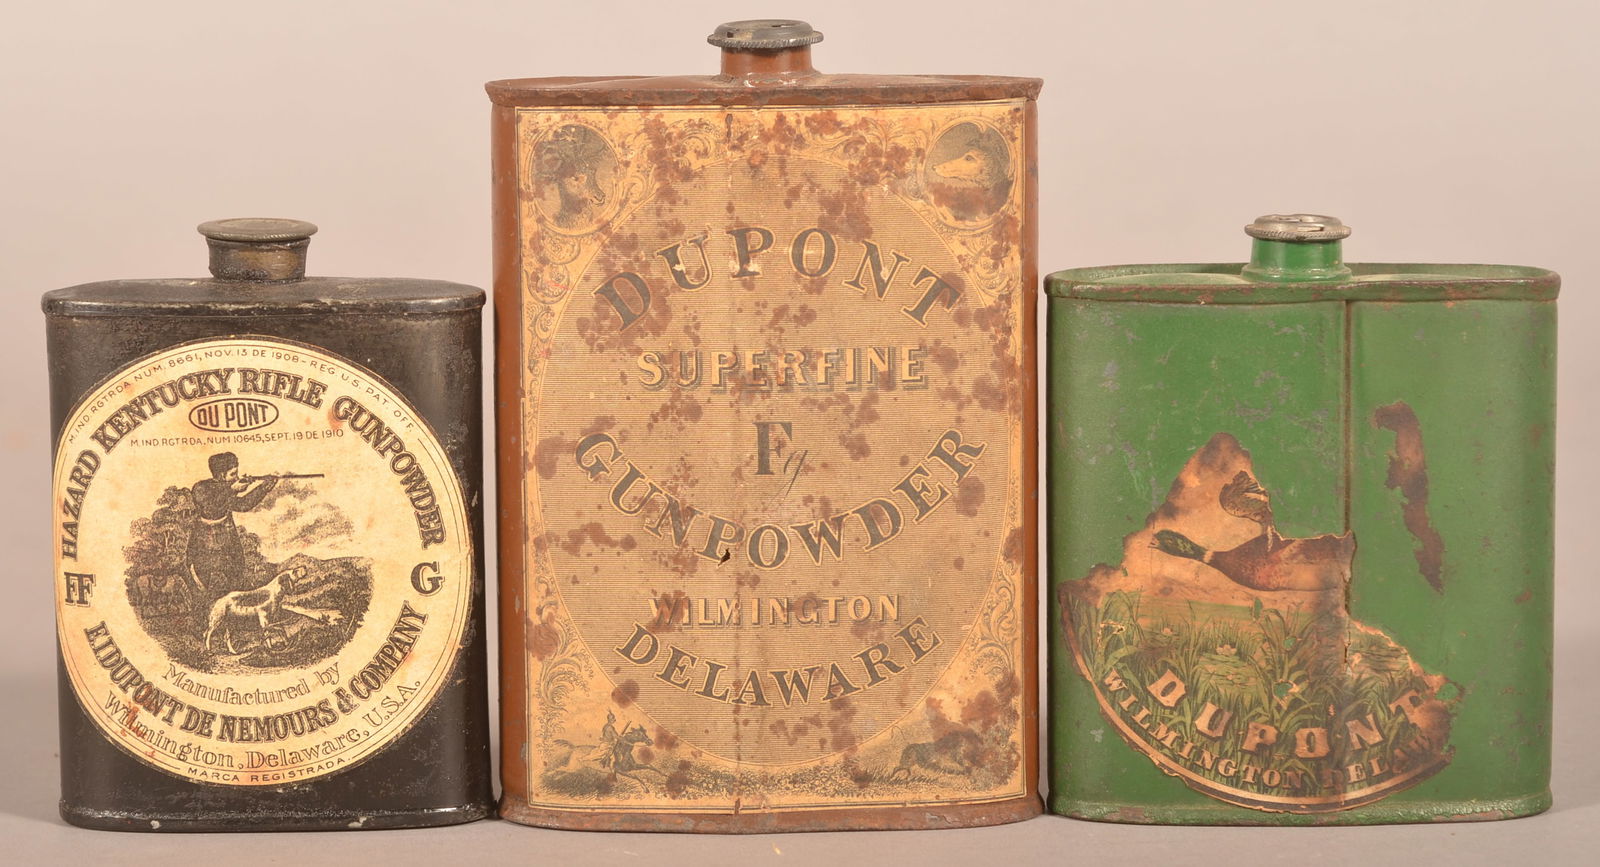 M. IND. RGTRDA. NUM. 8661, NOV. 13 DE 1908 - REG. U.S. PAT. OFF.
HAZARD KENTUCKY RIFLE GUNPOWDER
DU PONT
M. IND RGTRDA. NUM 10645, SEPT. 19 DE 1910
FF G
Manufactured by
E.I. DUPONT DE NEMOURS & COMPANY
Wilmington, Delaware, U.S.A.
MARCA REGISTRADA.
DUPONT
SUPERFINE
Fg
GUNPOWDER
WILMINGTON
DELAWARE
DUPONT
WILMINGTON DELAW